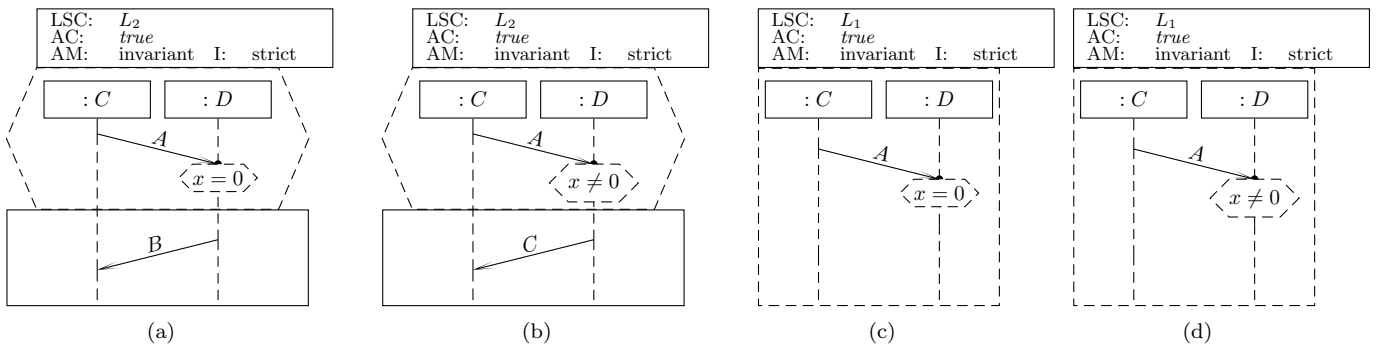 LSC: L₂
AC: true
AM: invariant I: strict
: C : D
A
x = 0
B
(a)
LSC: L₂
AC: true
AM: invariant I: strict
: C : D
A
x ≠ 0
C
(b)
LSC: L₁
AC: true
AM: invariant I: strict
: C : D
A
x = 0
(c)
LSC: L₁
AC: true
AM: invariant I: strict
: C : D
A
x ≠ 0
(d)